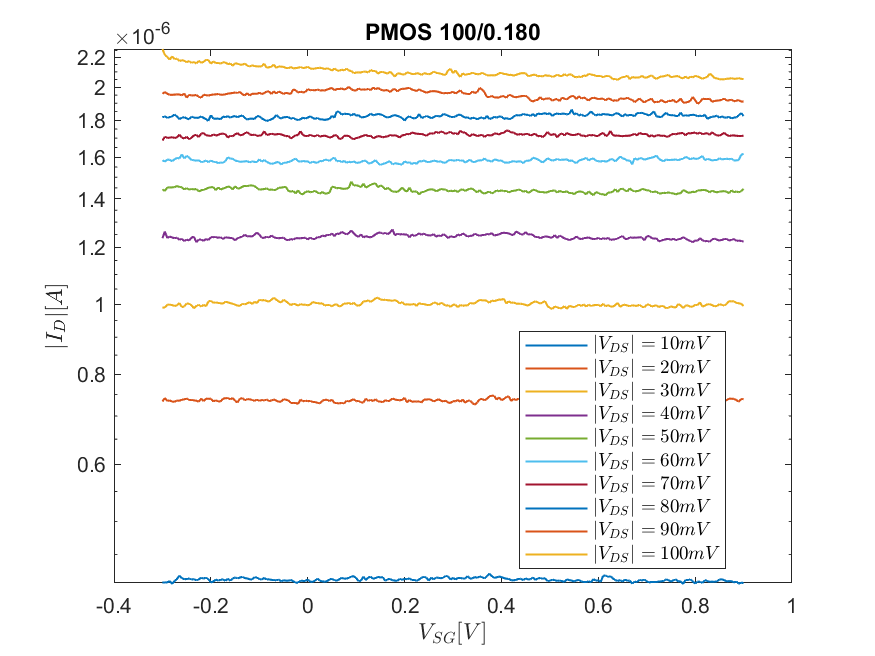 PMOS 100/0.180
×10⁻⁶
2.2
2
1.8
1.6
1.4
1.2
1
0.8
0.6
|I_D|[A]
|V_DS| = 10mV
|V_DS| = 20mV
|V_DS| = 30mV
|V_DS| = 40mV
|V_DS| = 50mV
|V_DS| = 60mV
|V_DS| = 70mV
|V_DS| = 80mV
|V_DS| = 90mV
|V_DS| = 100mV
-0.4 -0.2 0 0.2 0.4 0.6 0.8 1
V_SG[V]